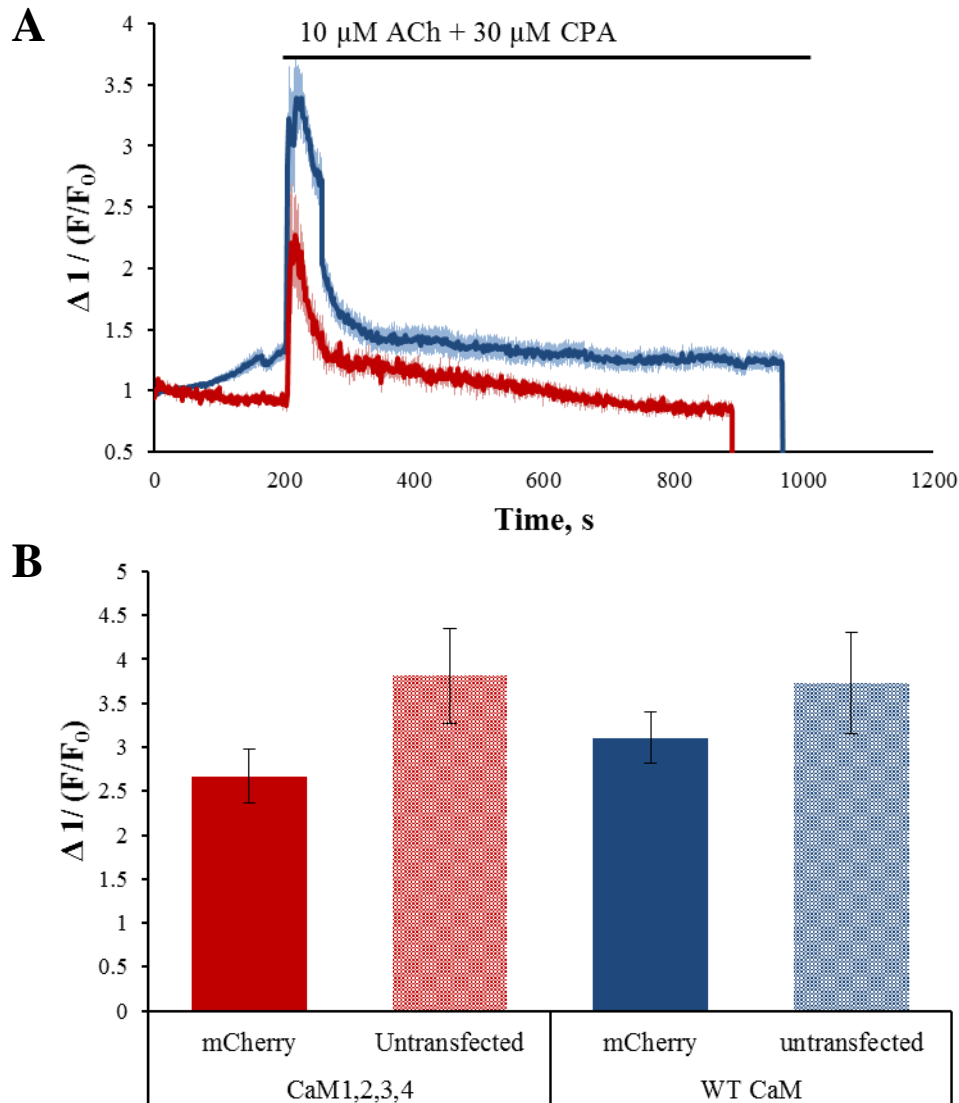 A
10 μM ACh + 30 μM CPA
4
3.5
3
2.5
2
1.5
1
0.5
Δ 1 / (F/F0)
0 200 400 600 800 1000 1200
Time, s
B
5
4.5
4
3.5
3
2.5
2
1.5
1
0.5
0
Δ 1/ (F/F0)
mCherry Untransfected mCherry untransfected
CaM1,2,3,4 WT CaM